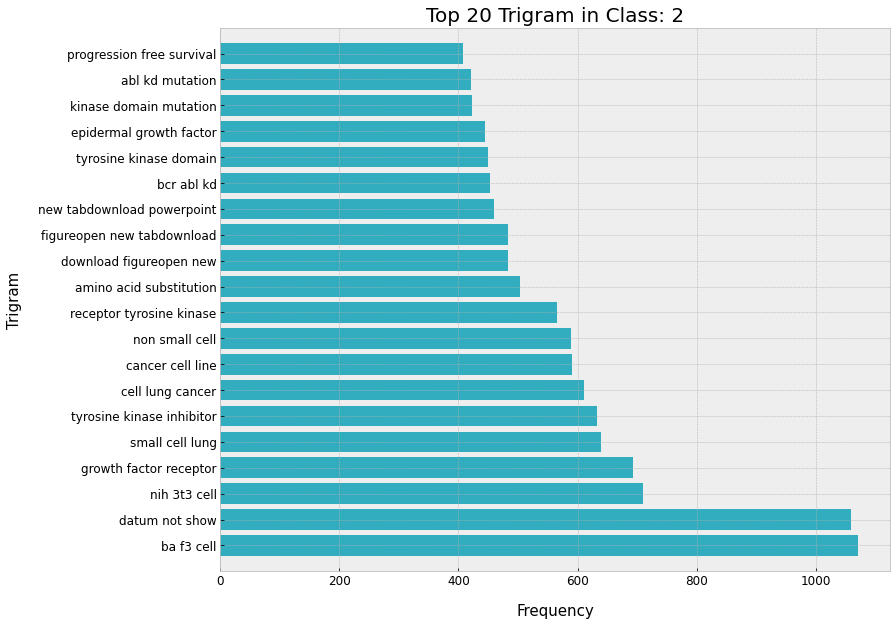 Top 20 Trigram in Class: 2
progression free survival
abl kd mutation
kinase domain mutation
epidermal growth factor
tyrosine kinase domain
bcr abl kd
new tabdownload powerpoint
figureopen new tabdownload
download figureopen new
amino acid substitution
receptor tyrosine kinase
non small cell
cancer cell line
cell lung cancer
tyrosine kinase inhibitor
small cell lung
growth factor receptor
nih 3t3 cell
datum not show
ba f3 cell
Trigram
0 200 400 600 800 1000
Frequency